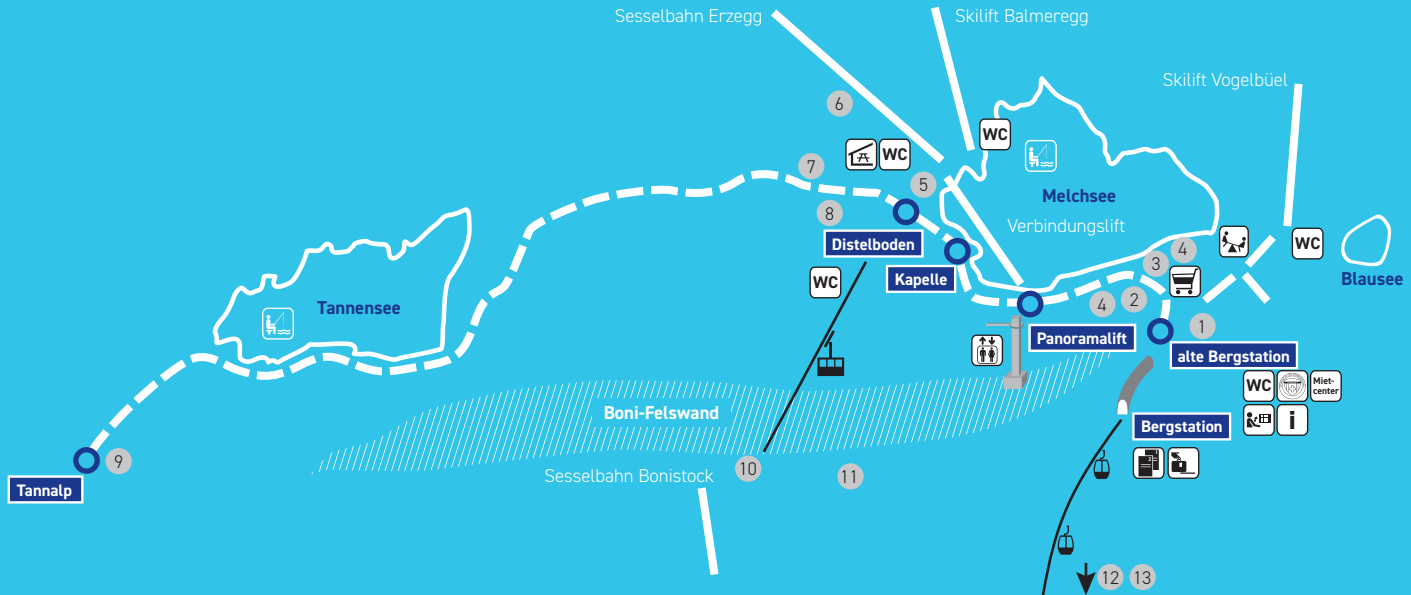 Sesselbahn Erzegg
Skilift Balmeregg
Skilift Vogelbüel
6
WC
WC
7
5
Melchsee
8
Verbindungslift
Distelboden
4
WC
3
Kapelle
WC
Blausee
Tannensee
4
2
1
Panoramalift
alte Bergstation
WC
Miet-
center
Boni-Felswand
i
Bergstation
9
10
Sesselbahn Bonistock
11
Tannalp
12
13